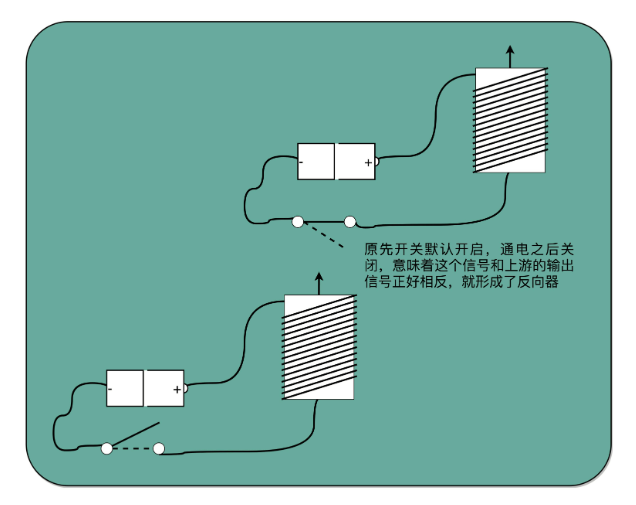 - +
原先开关默认开启，通电之后关
闭，意味着这个信号和上游的输出
信号正好相反，就形成了反向器
- +